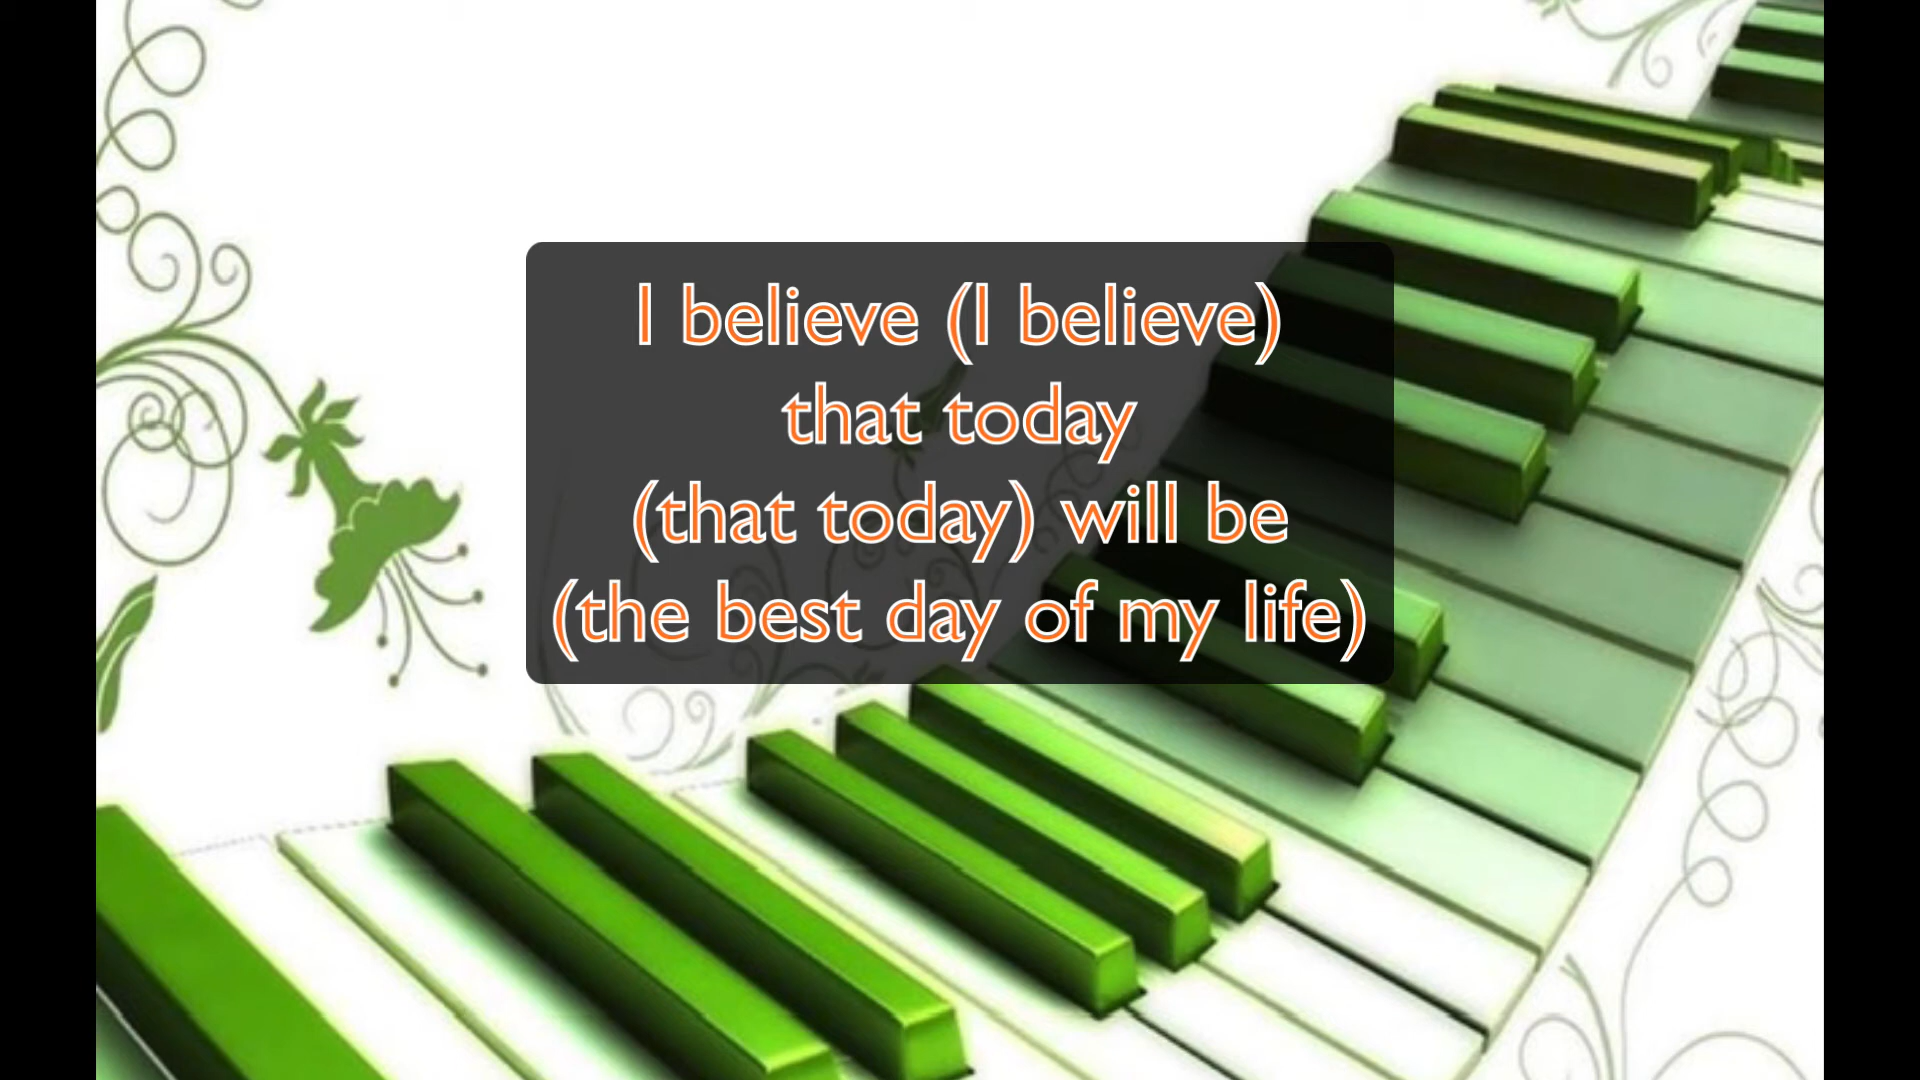 I believe (I believe)
that today
(that today) will be
(the best day of my life)